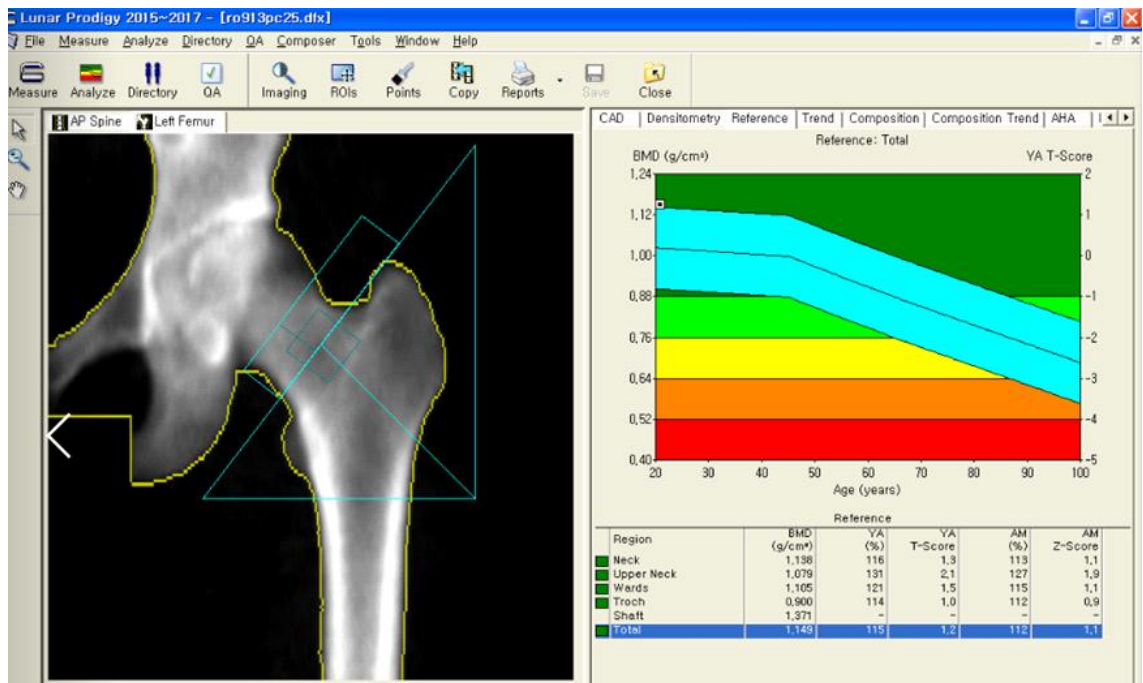 Lunar Prodigy 2015~2017 - [ro913pc25.dfx]
File Measure Analyze Directory QA Composer Tools Window Help
Measure Analyze Directory QA Imaging ROIs Points Copy Reports Save Close
AP Spine Left Femur
CAD Densitometry Reference Trend Composition Composition Trend AHA
Reference: Total
BMD (g/cm²) YA T-Score
1,24 2
1,12 1
1,00 0
0,88 -1
0,76 -2
0,64 -3
0,52 -4
0,40 -5
20 30 40 50 60 70 80 90 100
Age (years)
Reference
Region BMD (g/cm²) YA (%) YA T-Score AM (%) AM Z-Score
Neck 1,138 116 1,3 113 1,1
Upper Neck 1,079 131 2,1 127 1,9
Wards 1,105 121 1,5 115 1,1
Troch 0,900 114 1,0 112 0,9
Shaft 1,371 - - - -
Total 1,149 115 1,2 112 1,1